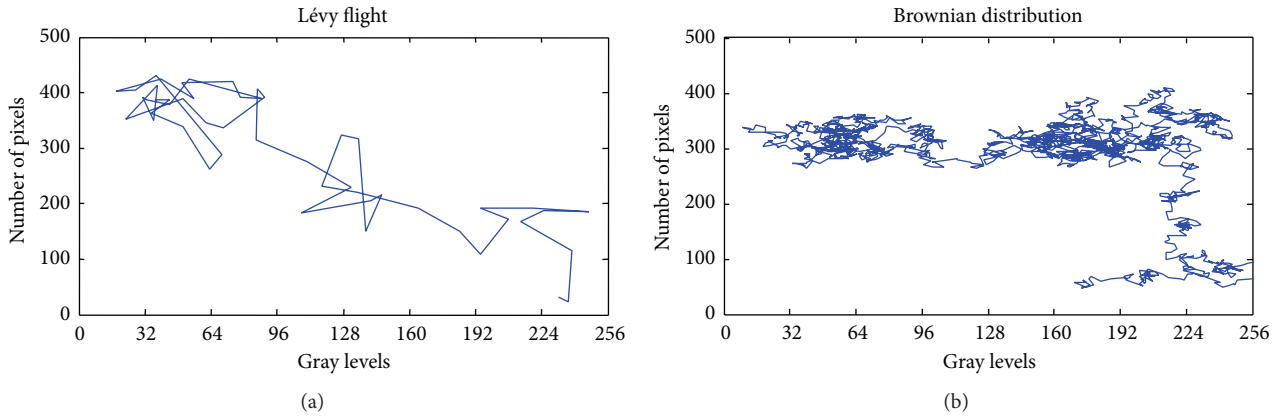 Lévy flight
500
400
300
200
100
0
Number of pixels
0 32 64 96 128 160 192 224 256
Gray levels
(a)
Brownian distribution
500
400
300
200
100
0
Number of pixels
0 32 64 96 128 160 192 224 256
Gray levels
(b)